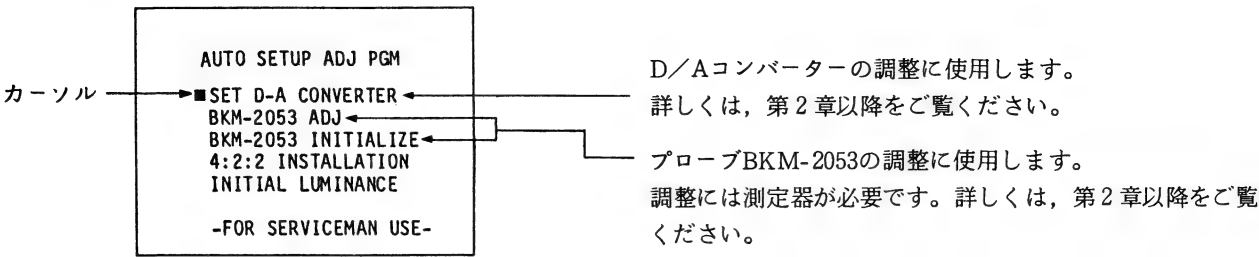 AUTO SETUP ADJ PGM
カーソル
■SET D-A CONVERTER
BKM-2053 ADJ
BKM-2053 INITIALIZE
4:2:2 INSTALLATION
INITIAL LUMINANCE
-FOR SERVICEMAN USE-
D/Aコンバーターの調整に使用します。
詳しくは，第2章以降をご覧ください。
プローブBKM-2053の調整に使用します。
調整には測定器が必要です。詳しくは，第2章以降をご覧
ください。